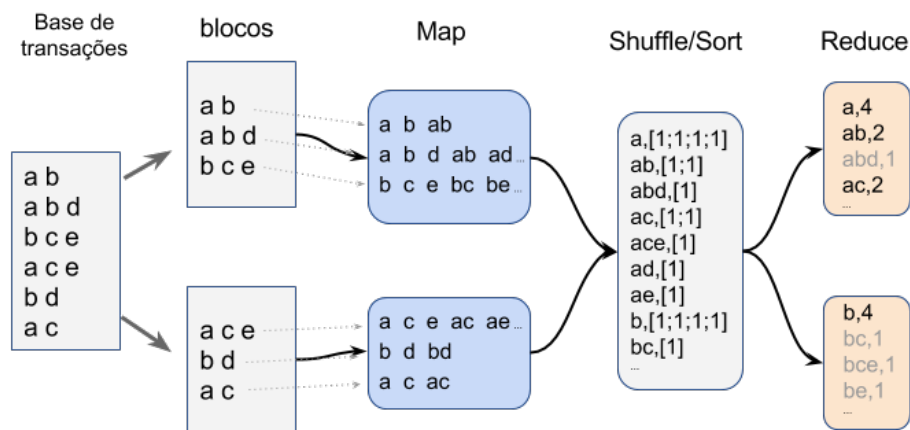 Base de
transações
blocos
Map
Shuffle/Sort
Reduce
a b
a b d
b c e
a c e
b d
a c
a b
a b d
b c e
a c e
b d
a c
a b ab
a b d ab ad...
b c e bc be...
a c e ac ae...
b d bd
a c ac
a,[1;1;1;1]
ab,[1;1]
abd,[1]
ac,[1;1]
ace,[1]
ad,[1]
ae,[1]
b,[1;1;1;1]
bc,[1]
...
a,4
ab,2
abd,1
ac,2
...
b,4
bc,1
bce,1
be,1
...